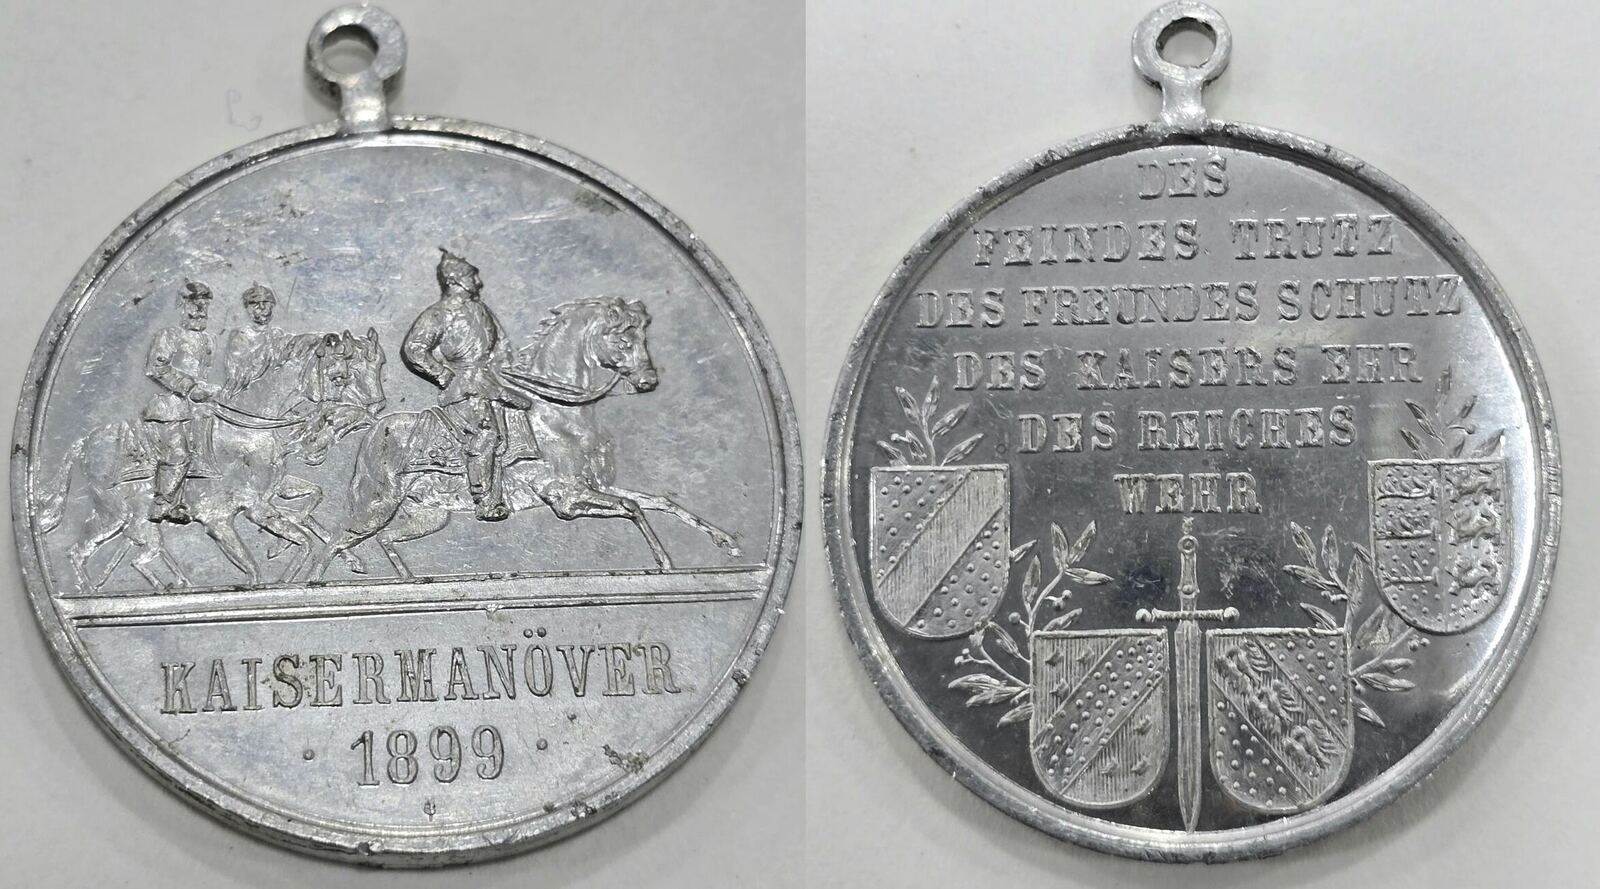 KAISERMANÖVER
· 1899 ·
DES
FEINDES TRUTZ
DES FREUNDES SCHUTZ
DES KAISERS EHR
DES REICHES
WEHR